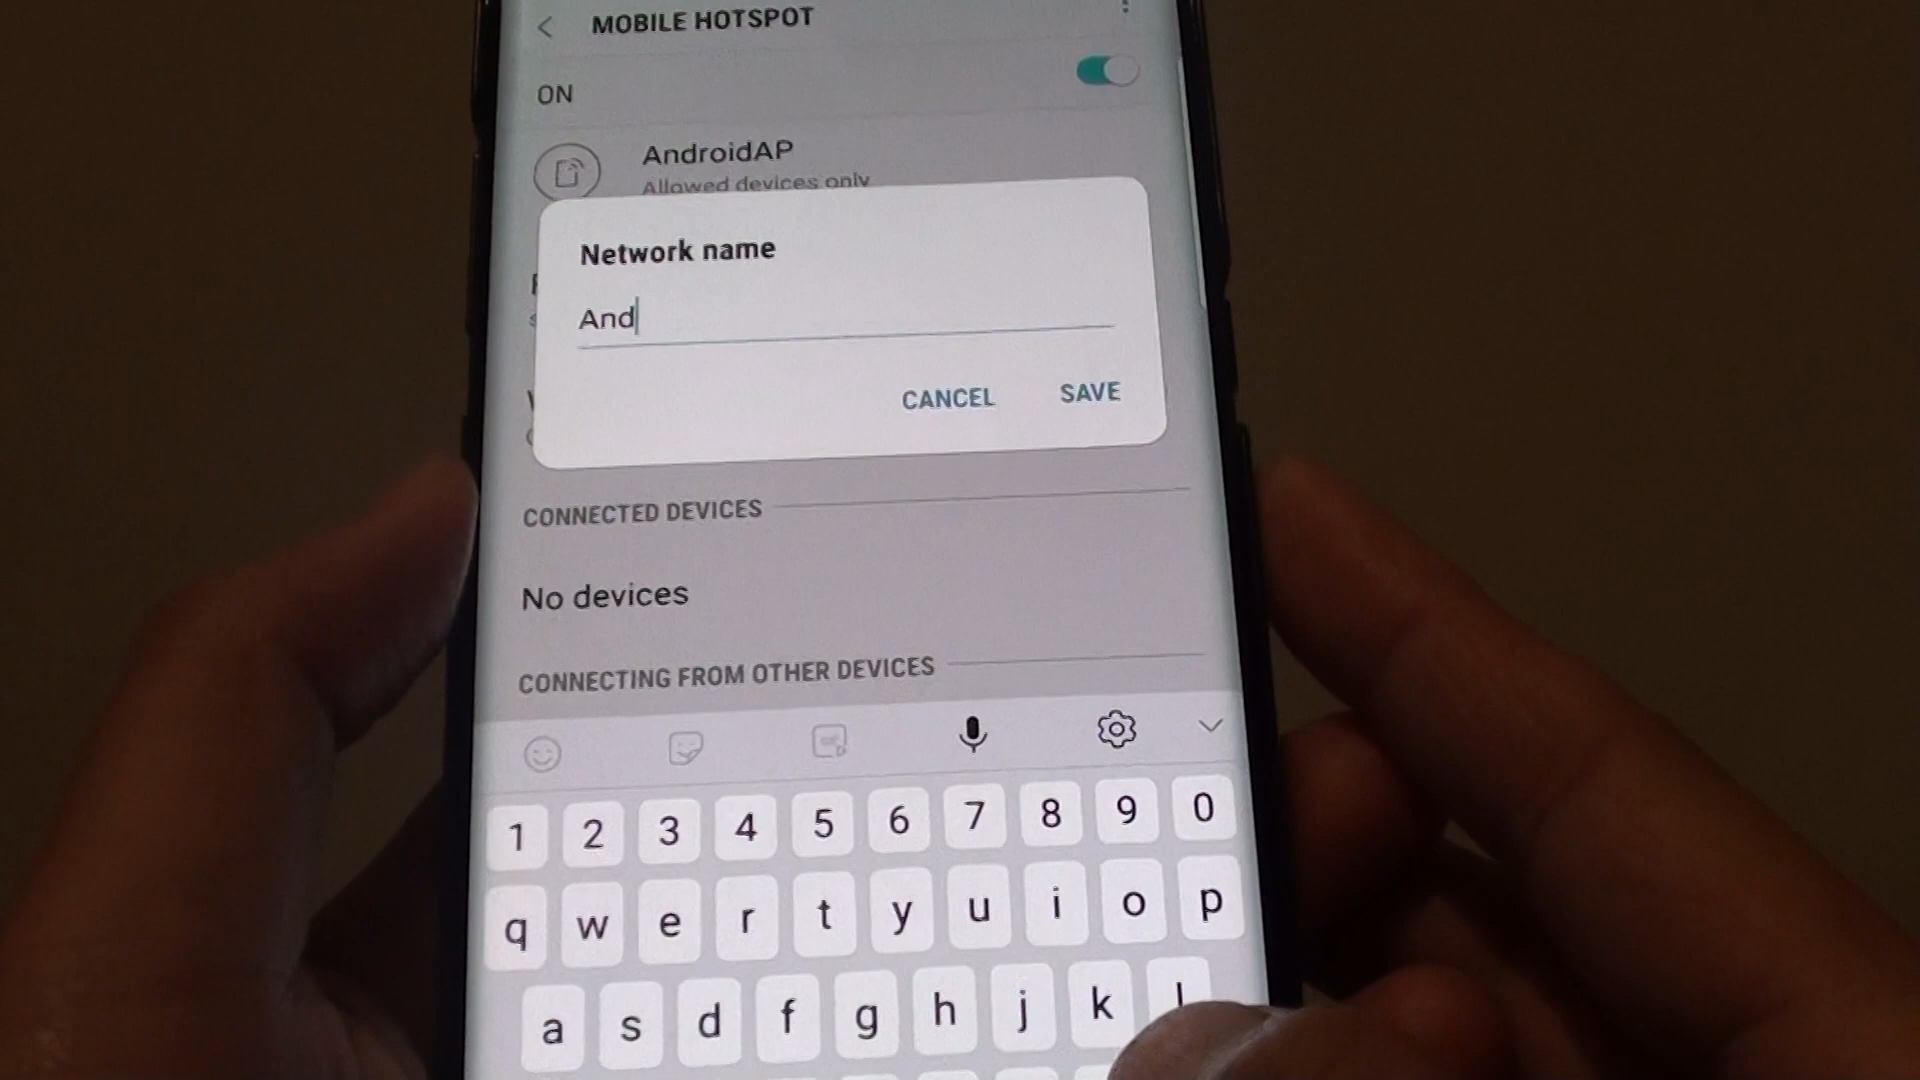 MOBILE HOTSPOT
ON
AndroidAP
Allowed devices only
Network name
And
CANCEL SAVE
CONNECTED DEVICES
No devices
CONNECTING FROM OTHER DEVICES
1 2 3 4 5 6 7 8 9 0
q w e r t y u i o p
a s d f g h j k l